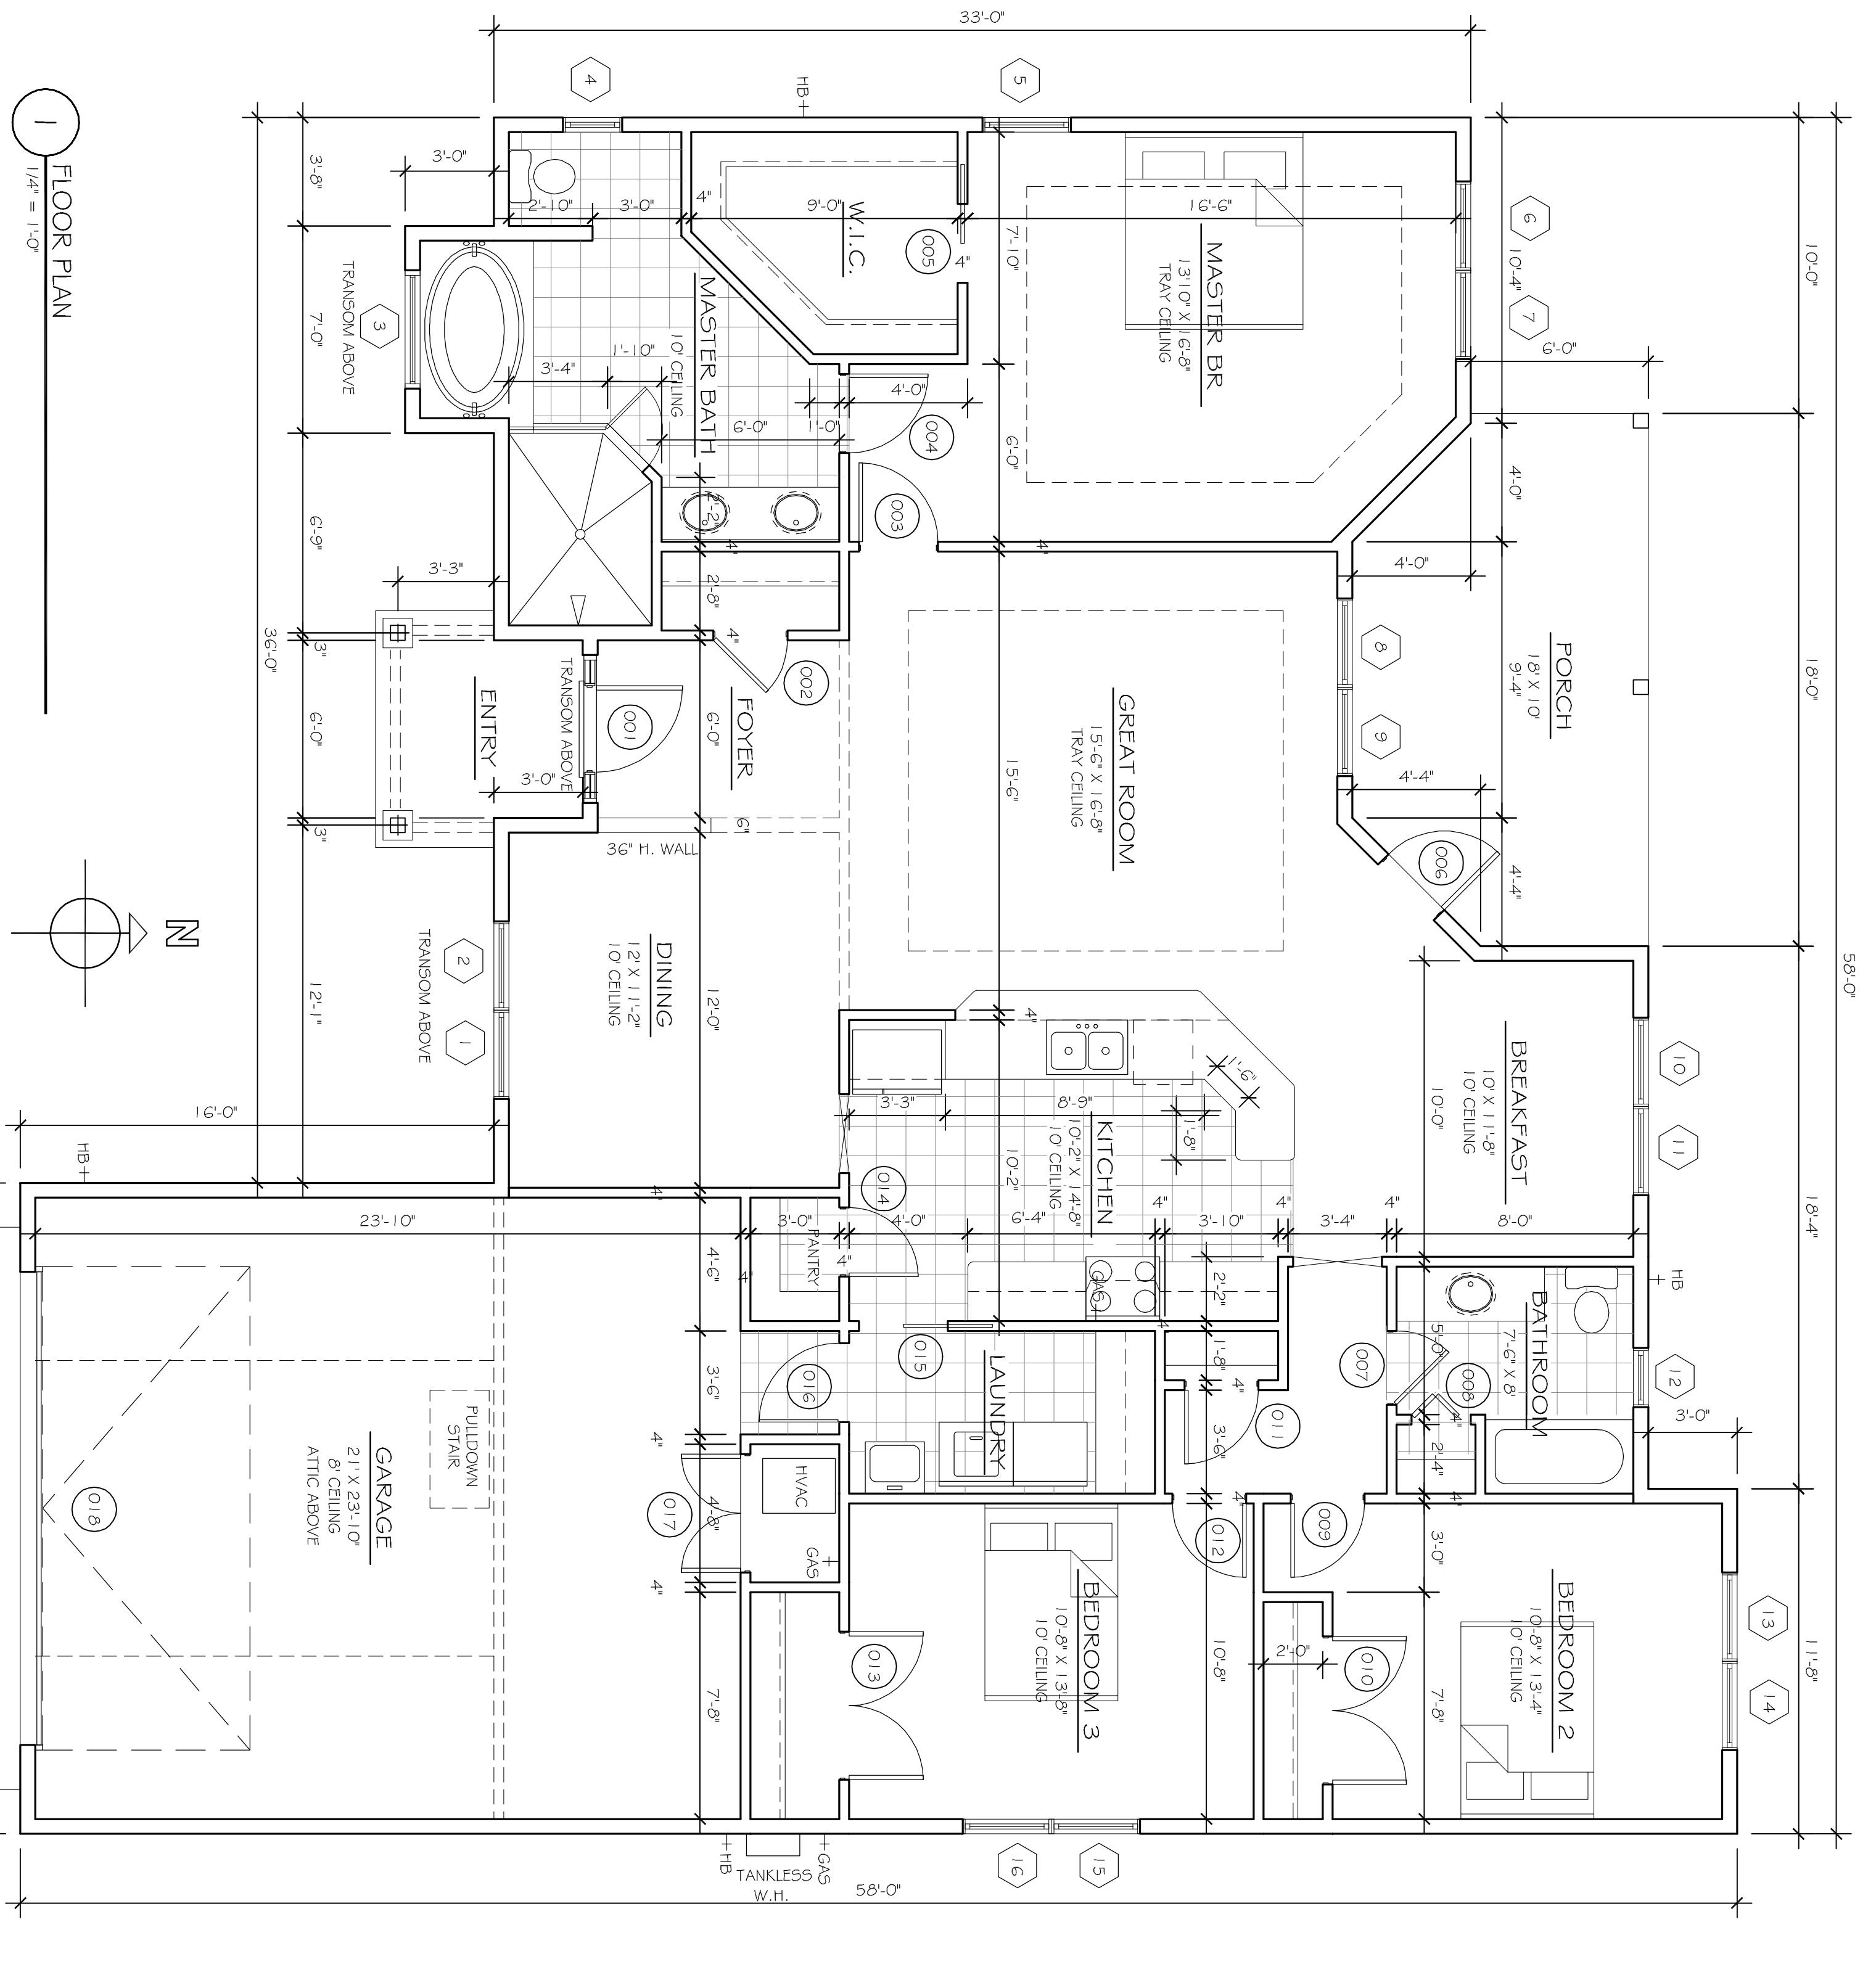 58'-0"
10'-0"
18'-0"
18'-4"
11'-8"
10'-4"
4'-0"
9'-4"
4'-4"
33'-0"
6'-0"
4'-0"
4'-4"
3'-0"
58'-0"
6
7
8
9
10
11
12
13
14
15
16
5
4
3
2
1
HB
HB
HB
HB
PORCH
18' X 10'
MASTER BR
13'10" X 16'-8"
TRAY CEILING
16'-6"
7'-10"
6'-0"
4"
GREAT ROOM
15'-6" X 16'-8"
TRAY CEILING
15'-6"
006
BREAKFAST
10' X 11'-8"
10' CEILING
10'-0"
8'-0"
BATHROOM
7'-6" X 8'
5'-0"
4"
2'-4"
4"
007
008
BEDROOM 2
10'-8" X 13'-4"
10' CEILING
3'-0"
7'-8"
2'-0"
009
010
W.I.C.
9'-0"
4"
4"
005
004
003
4'-0"
1'-0"
6'-0"
MASTER BATH
10' CEILING
2'-10"
3'-0"
3'-4"
1'-10"
2'-2"
4"
2'-8"
4"
002
FOYER
6'-0"
6"
001
TRANSOM ABOVE
3'-0"
ENTRY
36" H. WALL
DINING
12' X 11'-2"
10' CEILING
12'-0"
4"
KITCHEN
10'-2" X 14'-8"
10' CEILING
10'-2"
4"
1'-6"
1'-8"
8'-9"
3'-3"
4"
3'-4"
4"
3'-10"
4"
6'-4"
4'-0"
4"
3'-0"
4"
23'-10"
GAS
014
PANTRY
4'-6"
2'-2"
4"
1'-8"
4"
3'-6"
4"
10'-8"
011
012
LAUNDRY
015
016
3'-6"
4"
HVAC
GAS
4'-8"
017
4"
7'-8"
BEDROOM 3
10'-8" X 13'-8"
10' CEILING
013
GAS
TANKLESS
W.H.
PULLDOWN
STAIR
GARAGE
21' X 23'-10"
8' CEILING
ATTIC ABOVE
018
16'-0"
3'-0"
3'-3"
TRANSOM ABOVE
TRANSOM ABOVE
3'-8"
7'-0"
6'-9"
3"
6'-0"
3"
12'-1"
36'-0"
N
1
FLOOR PLAN
1/4" = 1'-0"